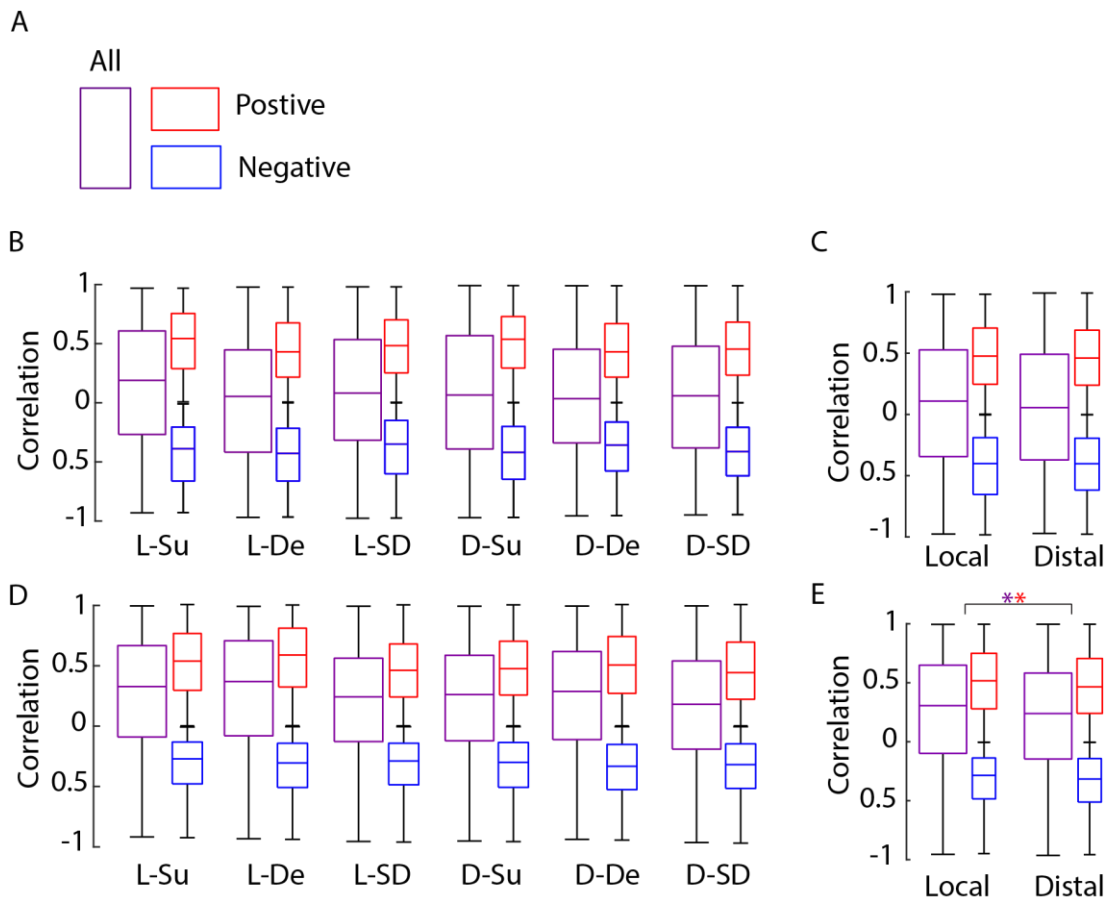 A
All
Postive
Negative
B
Correlation
1
0.5
0
0.5
-1
L-Su L-De L-SD D-Su D-De D-SD
C
1
0.5
0
0.5
-1
Local Distal
D
Correlation
1
0.5
0
0.5
-1
L-Su L-De L-SD D-Su D-De D-SD
E
**
Correlation
1
0.5
0
0.5
-1
Local Distal